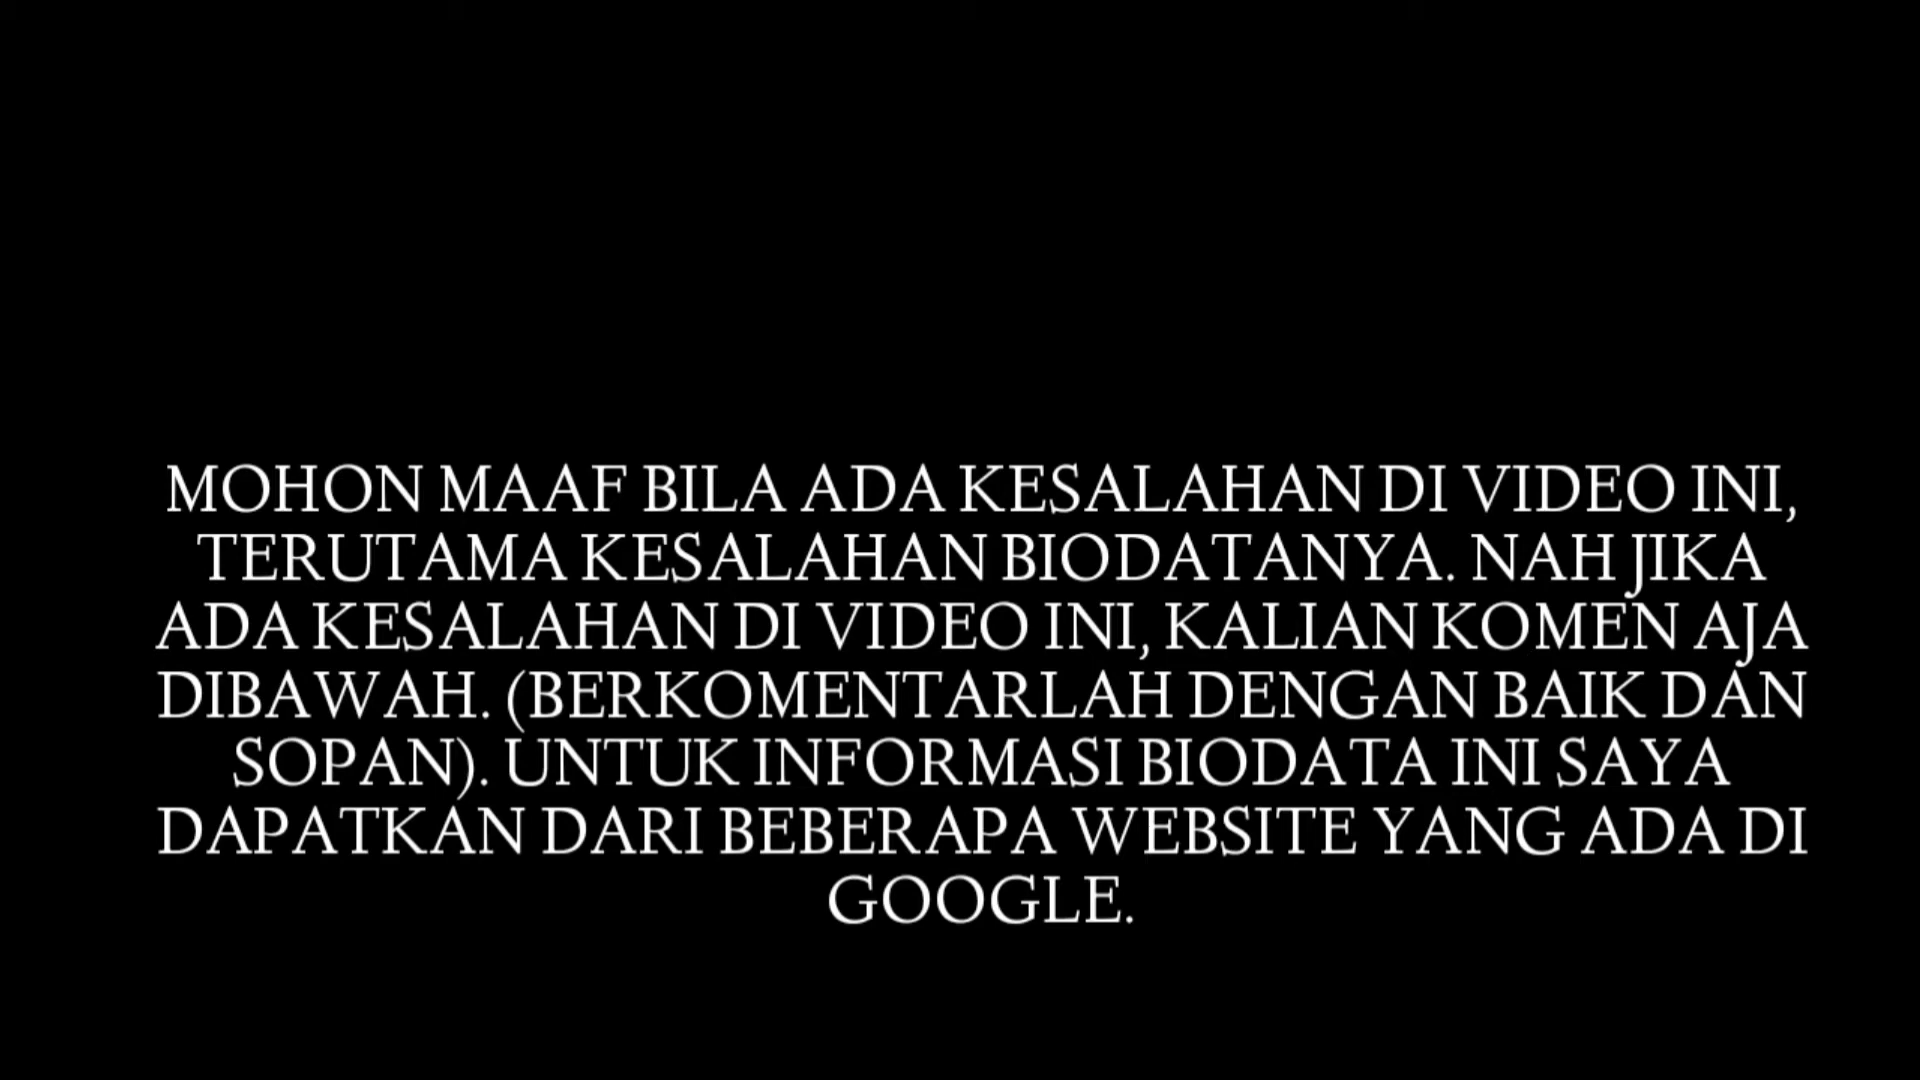 MOHON MAAF BILA ADA KESALAHAN DI VIDEO INI,
TERUTAMA KESALAHAN BIODATANYA. NAH JIKA
ADA KESALAHAN DI VIDEO INI, KALIAN KOMEN AJA
DIBAWAH. (BERKOMENTARLAH DENGAN BAIK DAN
SOPAN). UNTUK INFORMASI BIODATA INI SAYA
DAPATKAN DARI BEBERAPA WEBSITE YANG ADA DI
GOOGLE.